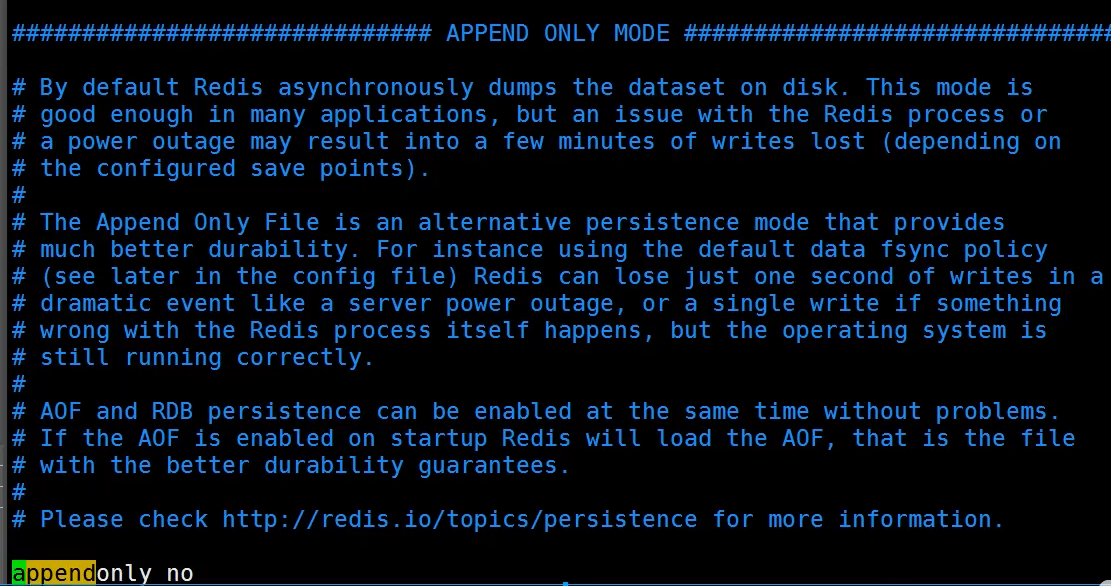 ############################## APPEND ONLY MODE ###############################
# By default Redis asynchronously dumps the dataset on disk. This mode is
# good enough in many applications, but an issue with the Redis process or
# a power outage may result into a few minutes of writes lost (depending on
# the configured save points).
#
# The Append Only File is an alternative persistence mode that provides
# much better durability. For instance using the default data fsync policy
# (see later in the config file) Redis can lose just one second of writes in a
# dramatic event like a server power outage, or a single write if something
# wrong with the Redis process itself happens, but the operating system is
# still running correctly.
#
# AOF and RDB persistence can be enabled at the same time without problems.
# If the AOF is enabled on startup Redis will load the AOF, that is the file
# with the better durability guarantees.
#
# Please check http://redis.io/topics/persistence for more information.
appendonly no